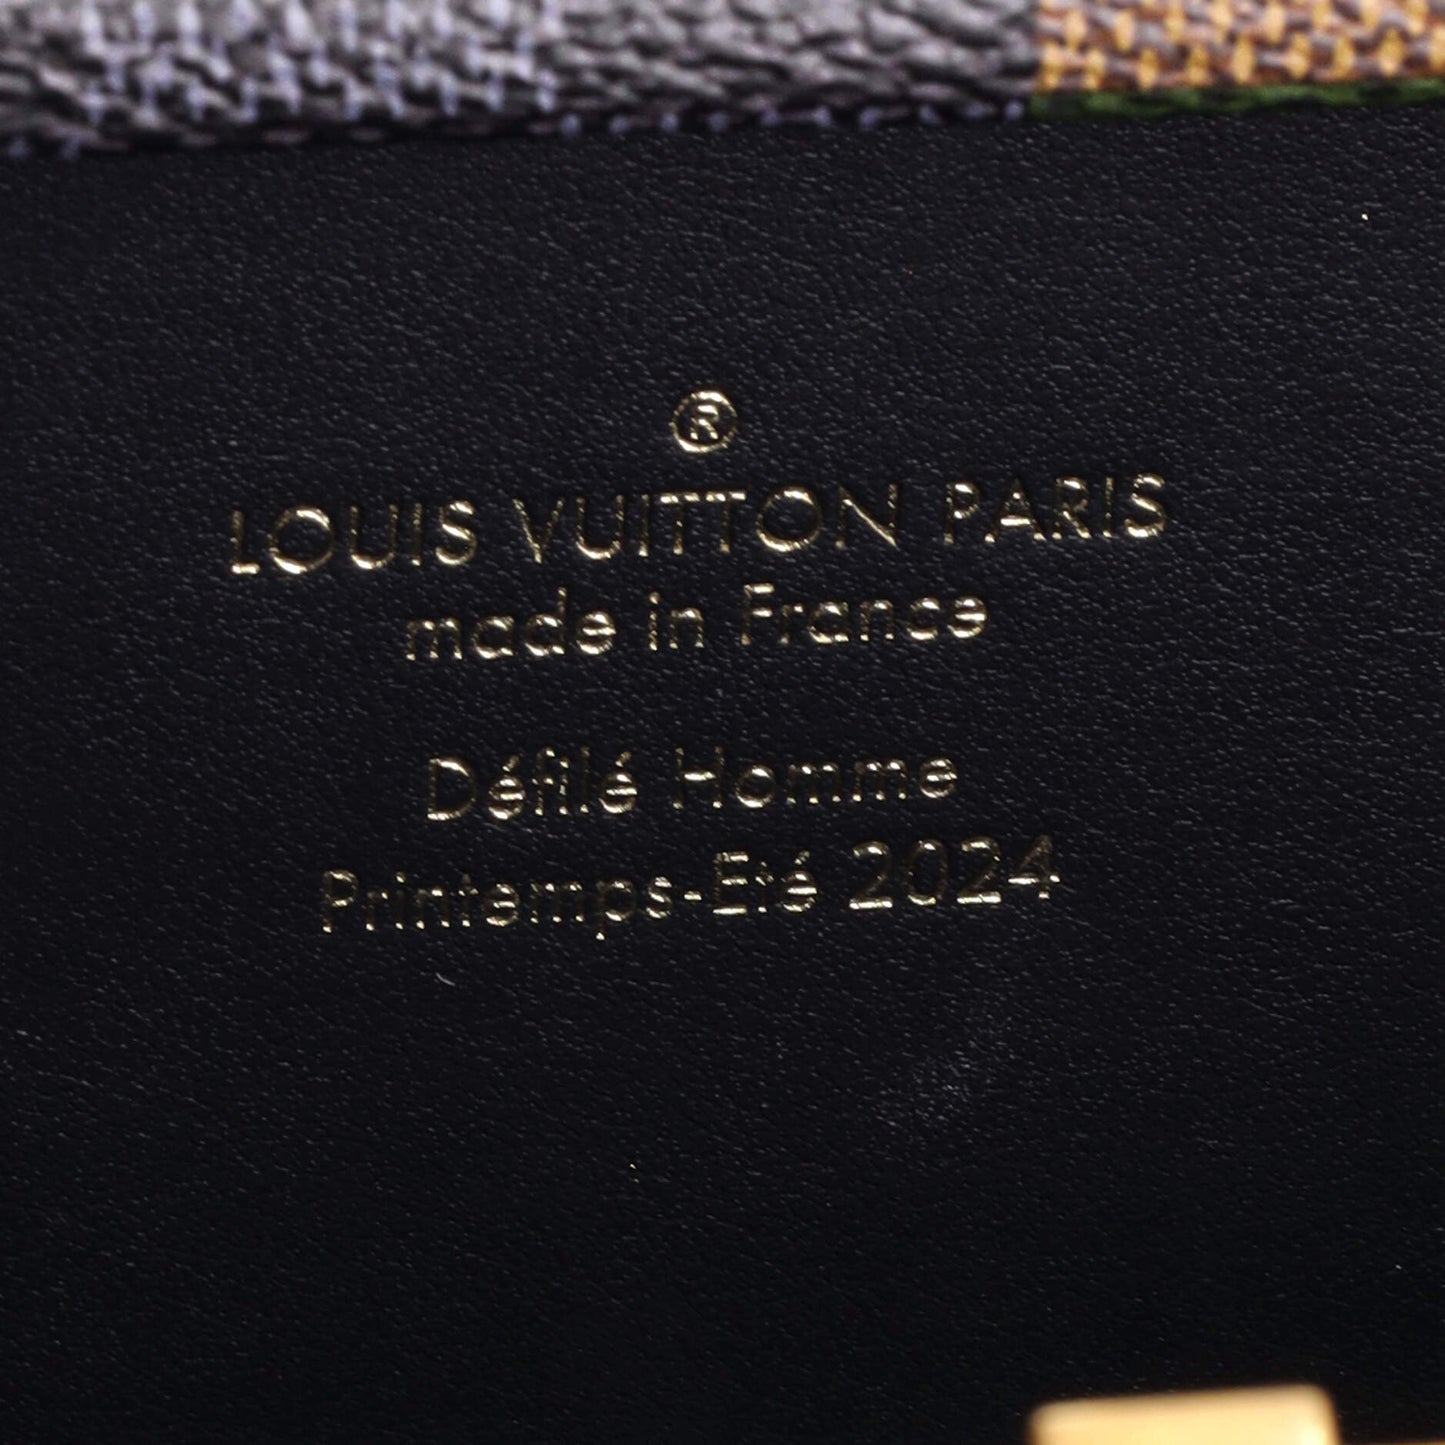 ®
LOUIS VUITTON PARIS
made in France
Défilé Homme
Printemps-Eté 2024